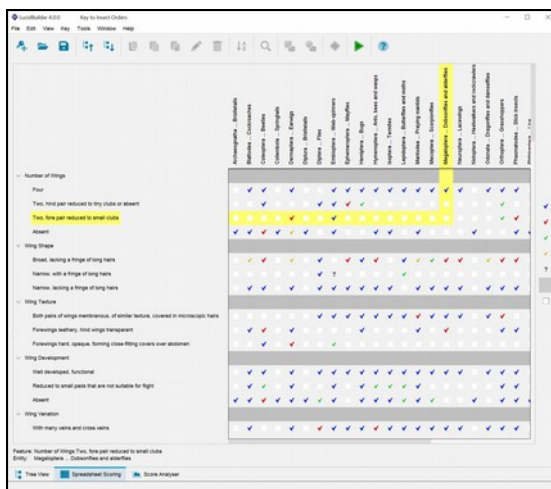 LucidBuilder 4.0.0 Key to Insect Orders
File Edit View Key Tools Window Help
Archaeognatha ... Bristletails
Blattodea ... Cockroaches
Coleoptera ... Beetles
Collembola ... Springtails
Dermaptera ... Earwigs
Diplura ... Bristletails
Diptera ... Flies
Embioptera ... Web-spinners
Ephemeroptera ... Mayflies
Hemiptera ... Bugs
Hymenoptera ... Ants, bees and wasps
Isoptera ... Termites
Lepidoptera ... Butterflies and moths
Mantodea ... Praying mantids
Mecoptera ... Scorpionflies
Megaloptera ... Dobsonflies and alderflies
Neuroptera ... Lacewings
Notoptera ... Heelwalkers and rockcrawlers
Odonata ... Dragonflies and damselflies
Orthoptera ... Grasshoppers
Phasmatodea ... Stick insects
Number of Wings
Four
Two, hind pair reduced to tiny clubs or absent
Two, fore pair reduced to small clubs
Absent
Wing Shape
Broad, lacking a fringe of long hairs
Narrow, with a fringe of long hairs
Narrow, lacking a fringe of long hairs
Wing Texture
Both pairs of wings membranous, of similar texture, covered in microscopic hairs
Forewings leathery, hind wings transparent
Forewings hard, opaque, forming close-fitting covers over abdomen
Wing Development
Well developed, functional
Reduced to small pads that are not suitable for flight
Absent
Wing Venation
With many veins and cross veins
Feature: Number of Wings:Two, fore pair reduced to small clubs
Entity: Megaloptera ... Dobsonflies and alderflies
Tree View Spreadsheet Scoring Score Analyser